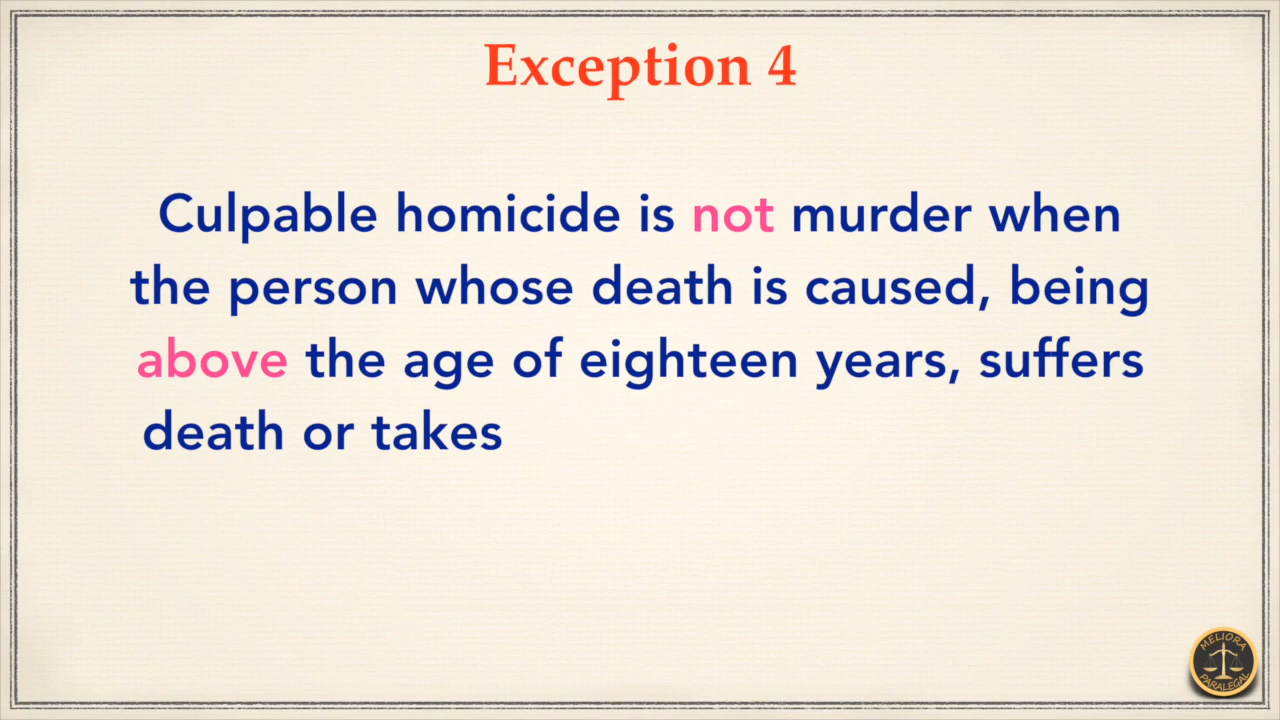 Exception 4
Culpable homicide is not murder when
the person whose death is caused, being
above the age of eighteen years, suffers
death or takes
MELIORA
PARALEGAL